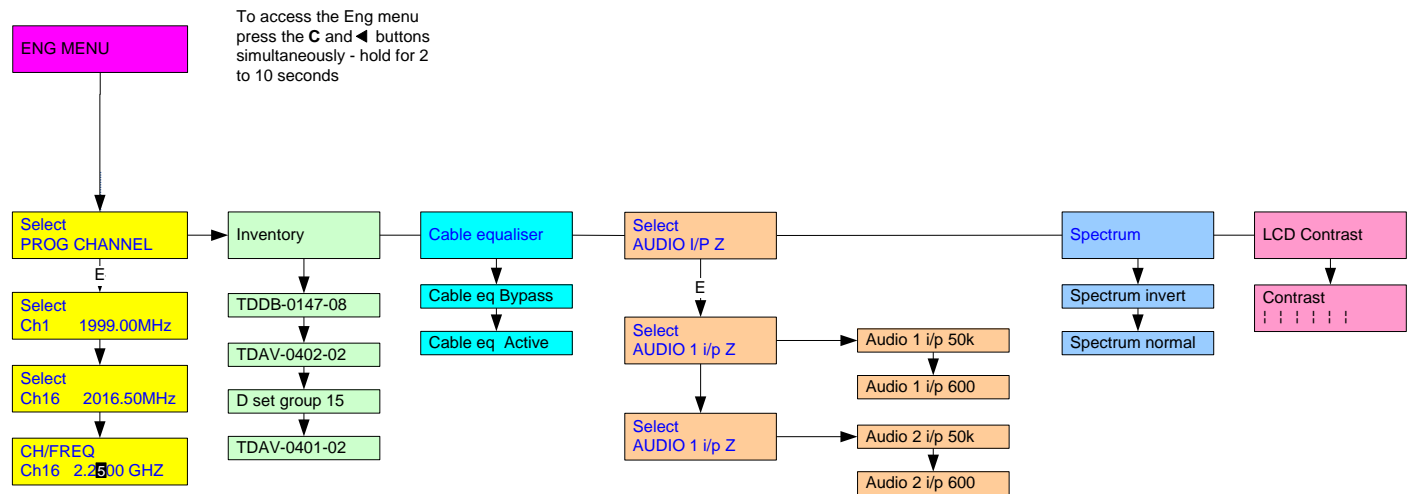 To access the Eng menu
press the C and ◀ buttons
simultaneously - hold for 2
to 10 seconds
ENG MENU
Select
PROG CHANNEL
E
Select
Ch1 1999.00MHz
Select
Ch16 2016.50MHz
CH/FREQ
Ch16 2.2500 GHZ
Inventory
TDDB-0147-08
TDAV-0402-02
D set group 15
TDAV-0401-02
Cable equaliser
Cable eq Bypass
Cable eq Active
Select
AUDIO I/P Z
E
Select
AUDIO 1 i/p Z
Audio 1 i/p 50k
Audio 1 i/p 600
Select
AUDIO 1 i/p Z
Audio 2 i/p 50k
Audio 2 i/p 600
Spectrum
Spectrum invert
Spectrum normal
LCD Contrast
Contrast
¦ ¦ ¦ ¦ ¦ ¦